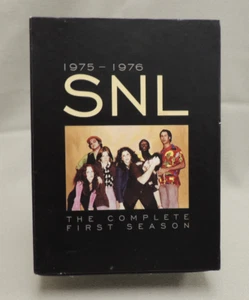 1975 – 1976
SNL
THE COMPLETE
FIRST SEASON